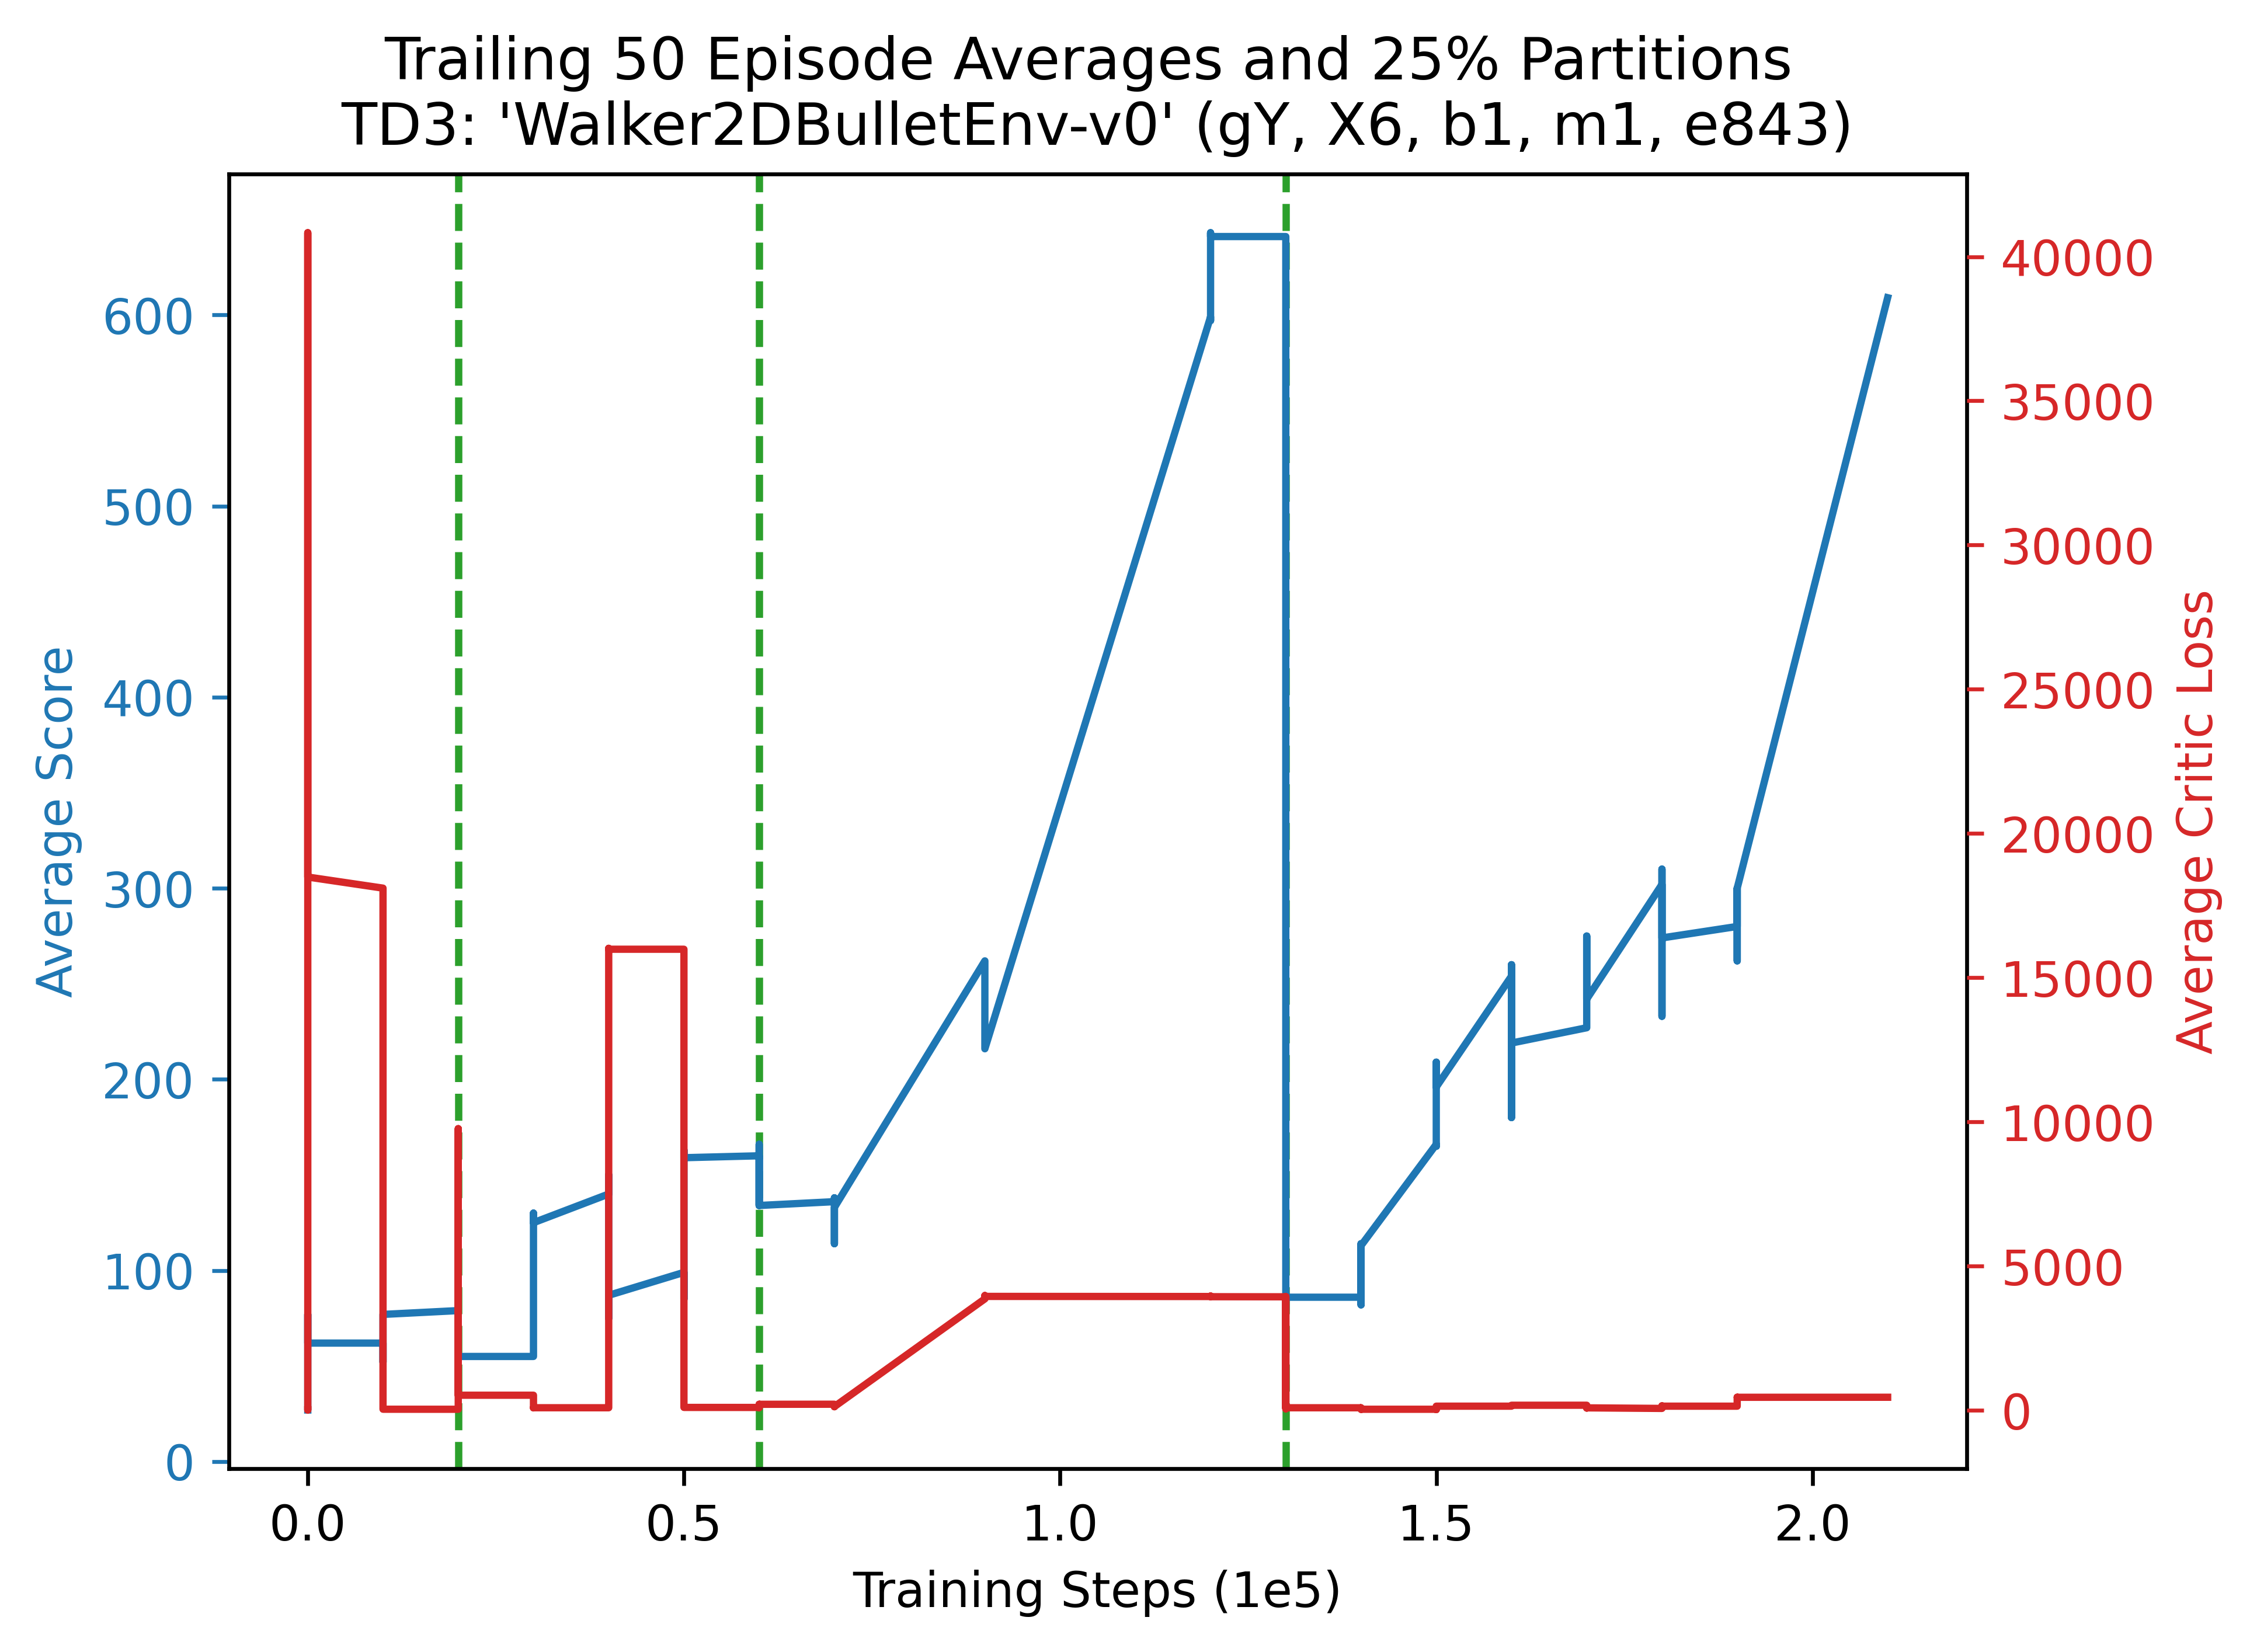 Trailing 50 Episode Averages and 25% Partitions
TD3: 'Walker2DBulletEnv-v0' (gY, X6, b1, m1, e843)
Average Score
600
500
400
300
200
100
0
40000
35000
30000
25000
20000
15000
10000
5000
0
Average Critic Loss
0.0 0.5 1.0 1.5 2.0
Training Steps (1e5)